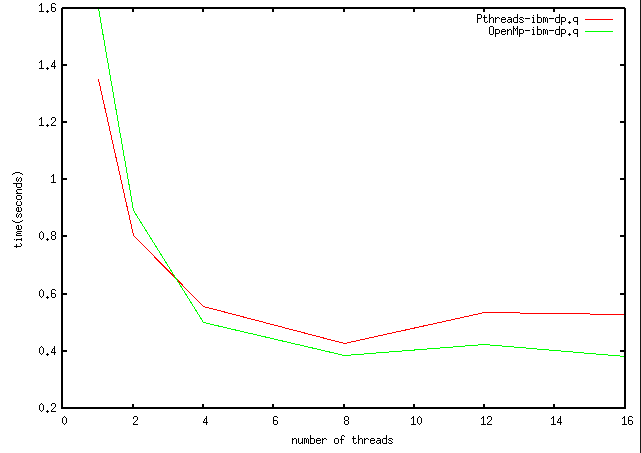 1.6
1.4
1.2
1
0.8
0.6
0.4
0.2
time(seconds)
Pthreads-ibm-dp.q
OpenMp-ibm-dp.q
0 2 4 6 8 10 12 14 16
number of threads